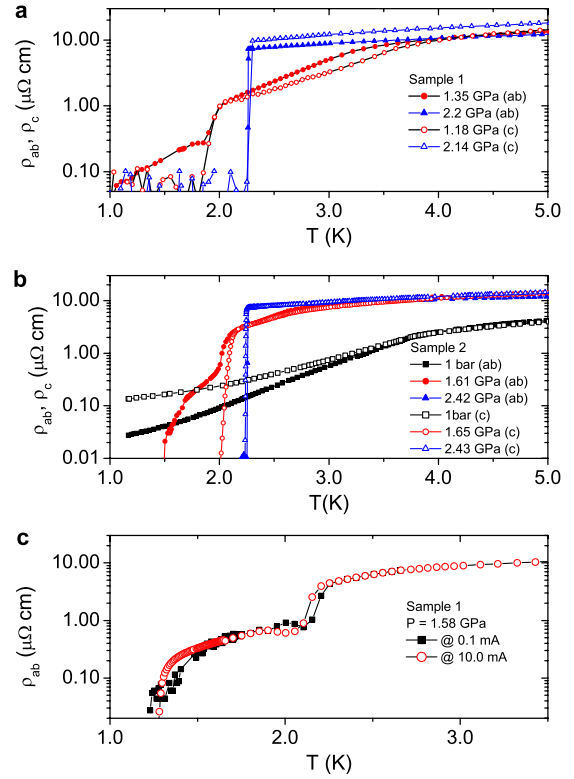 a
ρab, ρc (μΩ cm)
10.00
1.00
0.10
Sample 1
1.35 GPa (ab)
2.2 GPa (ab)
1.18 GPa (c)
2.14 GPa (c)
1.0 2.0 3.0 4.0 5.0
T (K)
b
ρab, ρc (μΩ cm)
10.00
1.00
0.10
0.01
Sample 2
1 bar (ab)
1.61 GPa (ab)
2.42 GPa (ab)
1bar (c)
1.65 GPa (c)
2.43 GPa (c)
1.0 2.0 3.0 4.0 5.0
T(K)
c
ρab (μΩ cm)
10.00
1.00
0.10
Sample 1
P = 1.58 GPa
@ 0.1 mA
@ 10.0 mA
1.0 2.0 3.0
T (K)